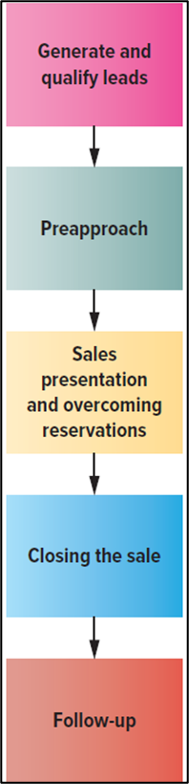 Generate and
qualify leads
Preapproach
Sales
presentation
and overcoming
reservations
Closing the sale
Follow-up